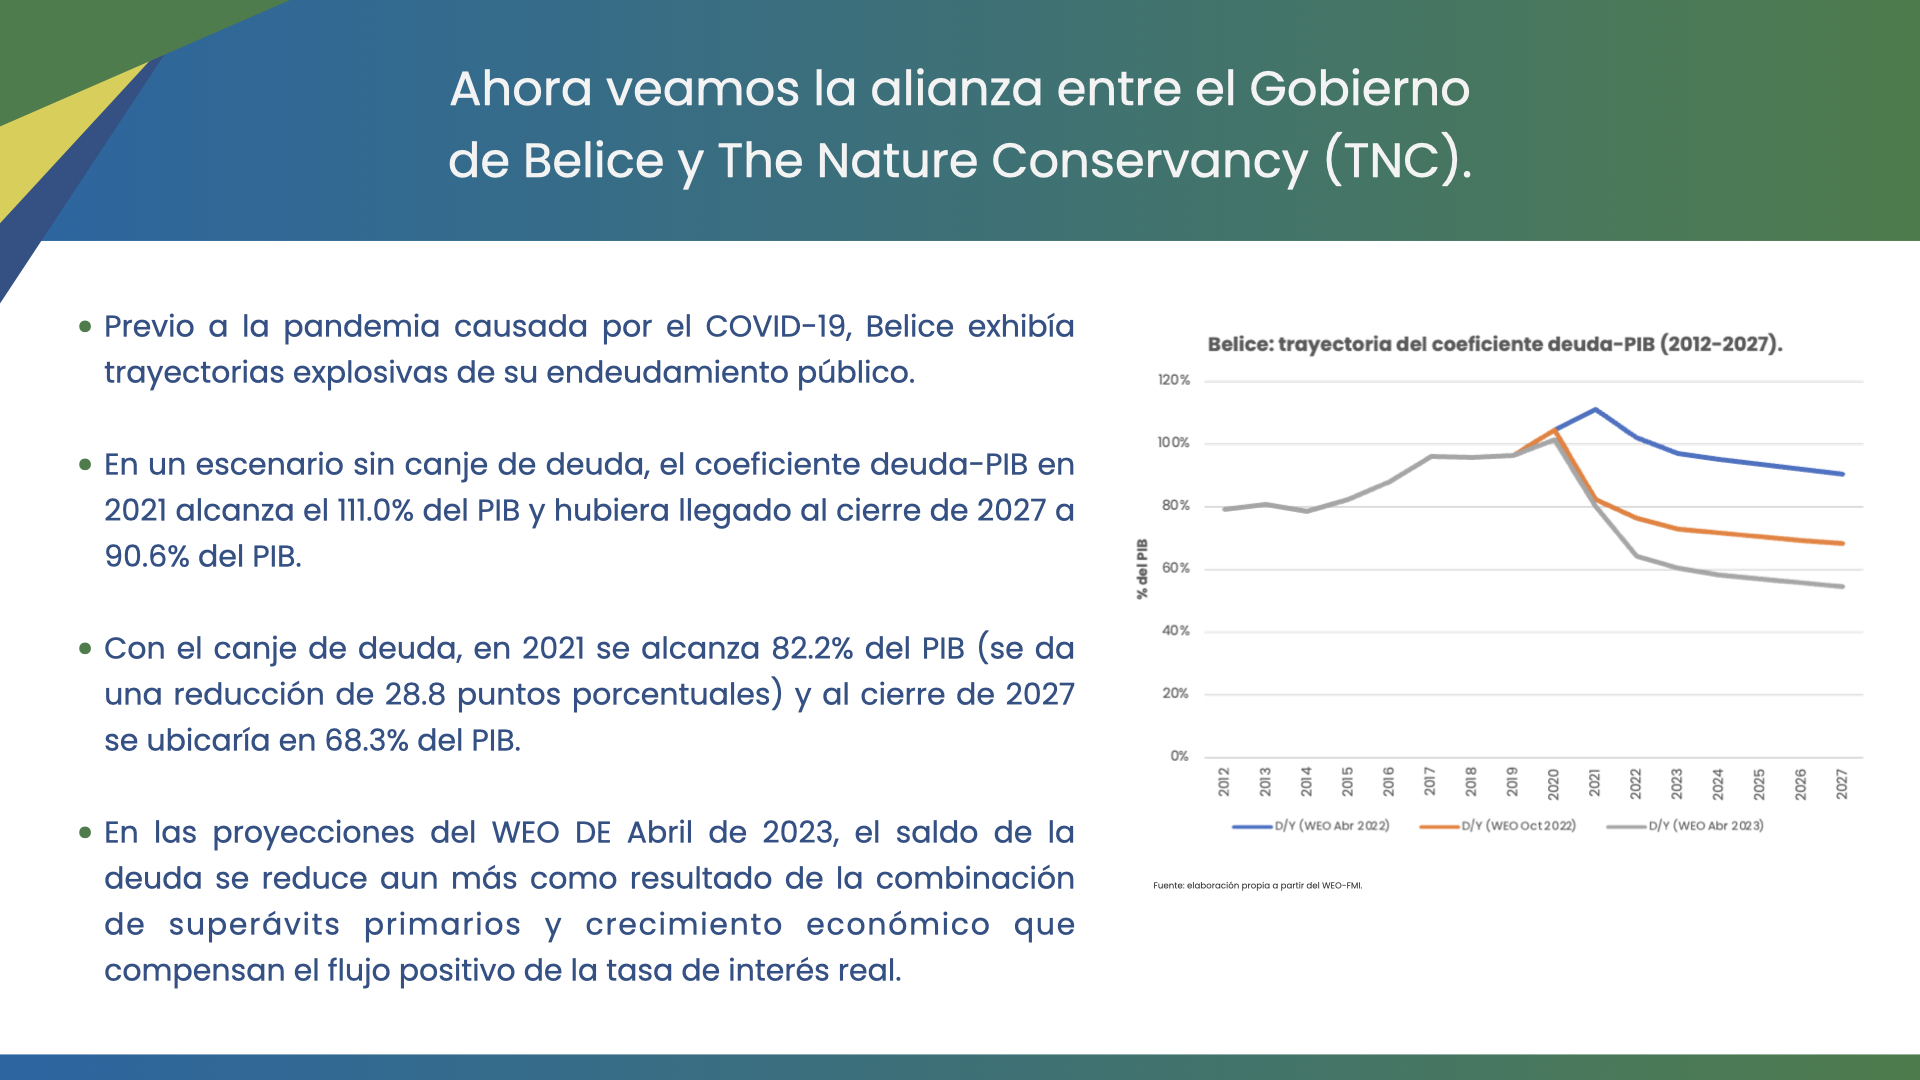 Ahora veamos la alianza entre el Gobierno
de Belice y The Nature Conservancy (TNC).
• Previo a la pandemia causada por el COVID-19, Belice exhibía
trayectorias explosivas de su endeudamiento público.
• En un escenario sin canje de deuda, el coeficiente deuda-PIB en
2021 alcanza el 111.0% del PIB y hubiera llegado al cierre de 2027 a
90.6% del PIB.
• Con el canje de deuda, en 2021 se alcanza 82.2% del PIB (se da
una reducción de 28.8 puntos porcentuales) y al cierre de 2027
se ubicaría en 68.3% del PIB.
• En las proyecciones del WEO DE Abril de 2023, el saldo de la
deuda se reduce aun más como resultado de la combinación
de superávits primarios y crecimiento económico que
compensan el flujo positivo de la tasa de interés real.
Belice: trayectoria del coeficiente deuda-PIB (2012-2027).
% del PIB
120%
100%
80%
60%
40%
20%
0%
2012 2013 2014 2015 2016 2017 2018 2019 2020 2021 2022 2023 2024 2025 2026 2027
D/Y (WEO Abr 2022) D/Y (WEO Oct 2022) D/Y (WEO Abr 2023)
Fuente: elaboración propia a partir del WEO-FMI.